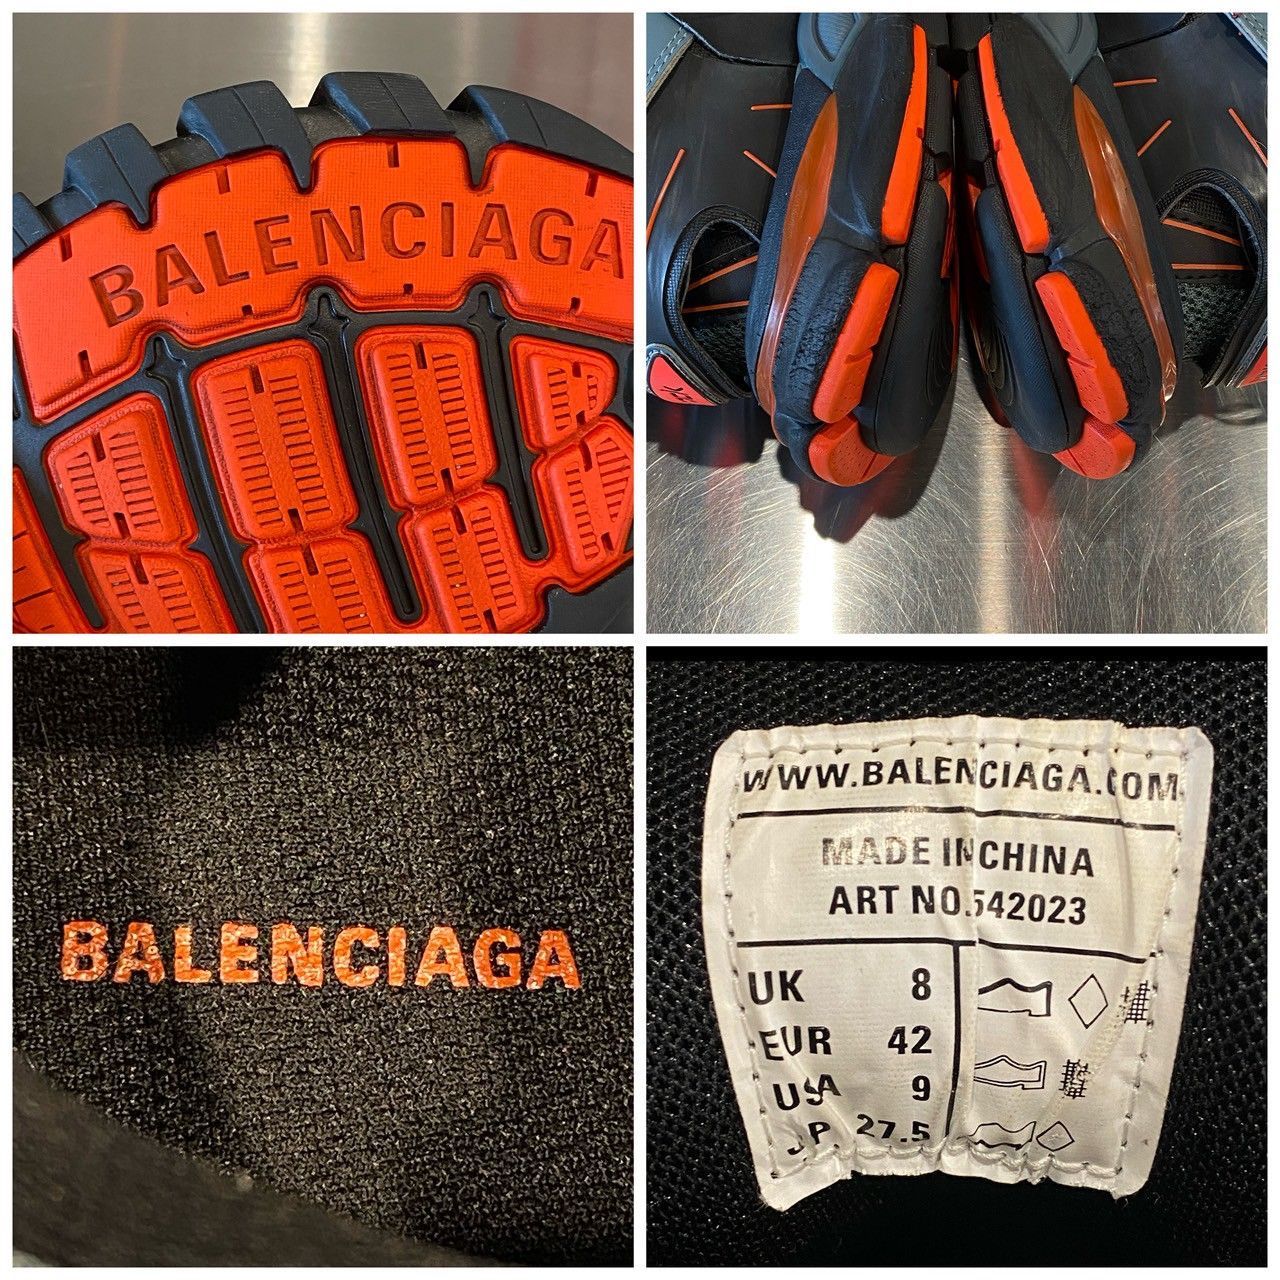 BALENCIAGA
BALENCIAGA
WWW.BALENCIAGA.COM
MADE IN CHINA
ART NO.542023
UK 8
EUR 42
USA 9
JP. 27.5